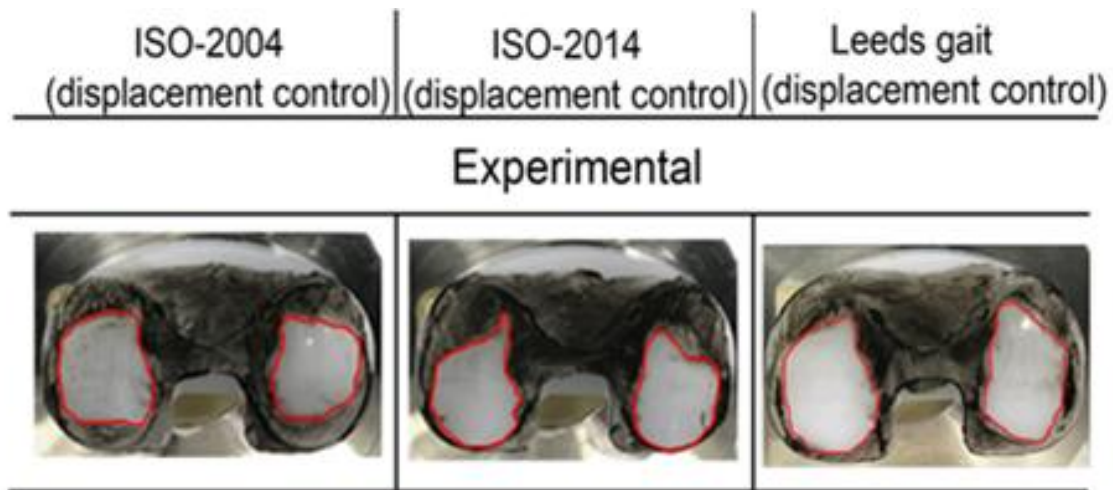 ISO-2004
(displacement control)
ISO-2014
(displacement control)
Leeds gait
(displacement control)
Experimental